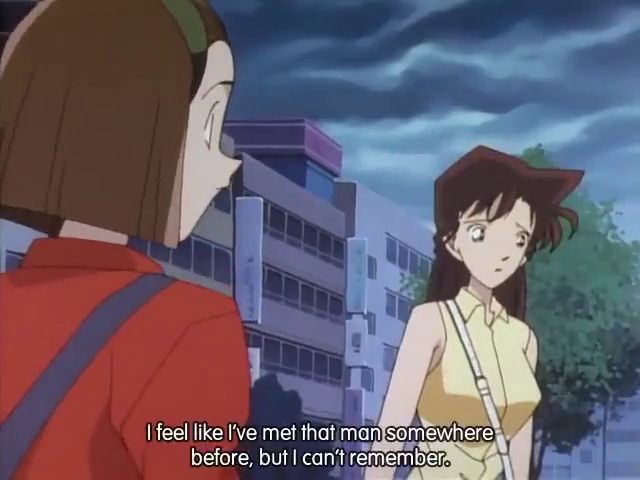 I feel like I've met that man somewhere
before, but I can't remember.